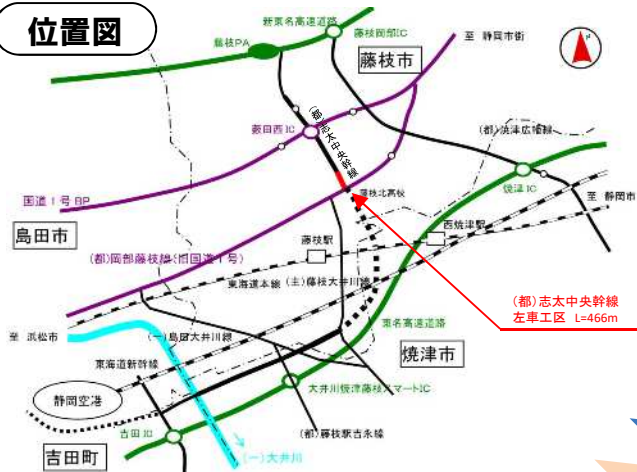 位置図
新東名高速道路
藤枝PA
藤枝岡部IC
至 静岡市街
藤枝市
(都)志太中央幹線
薮田西IC
(都)焼津広幡線
国道1号BP
藤枝北高校
焼津IC
至 静岡市
島田市
藤枝駅
西焼津駅
(都)岡部藤枝線(旧国道1号)
東海道本線
(主)藤枝大井川線
(都)志太中央幹線
左車工区 L=466m
至 浜松市
(一)島田大井川線
東名高速道路
東海道新幹線
焼津市
静岡空港
大井川焼津藤枝スマートIC
吉田IC
(都)藤枝駅吉永線
吉田町
(一)大井川